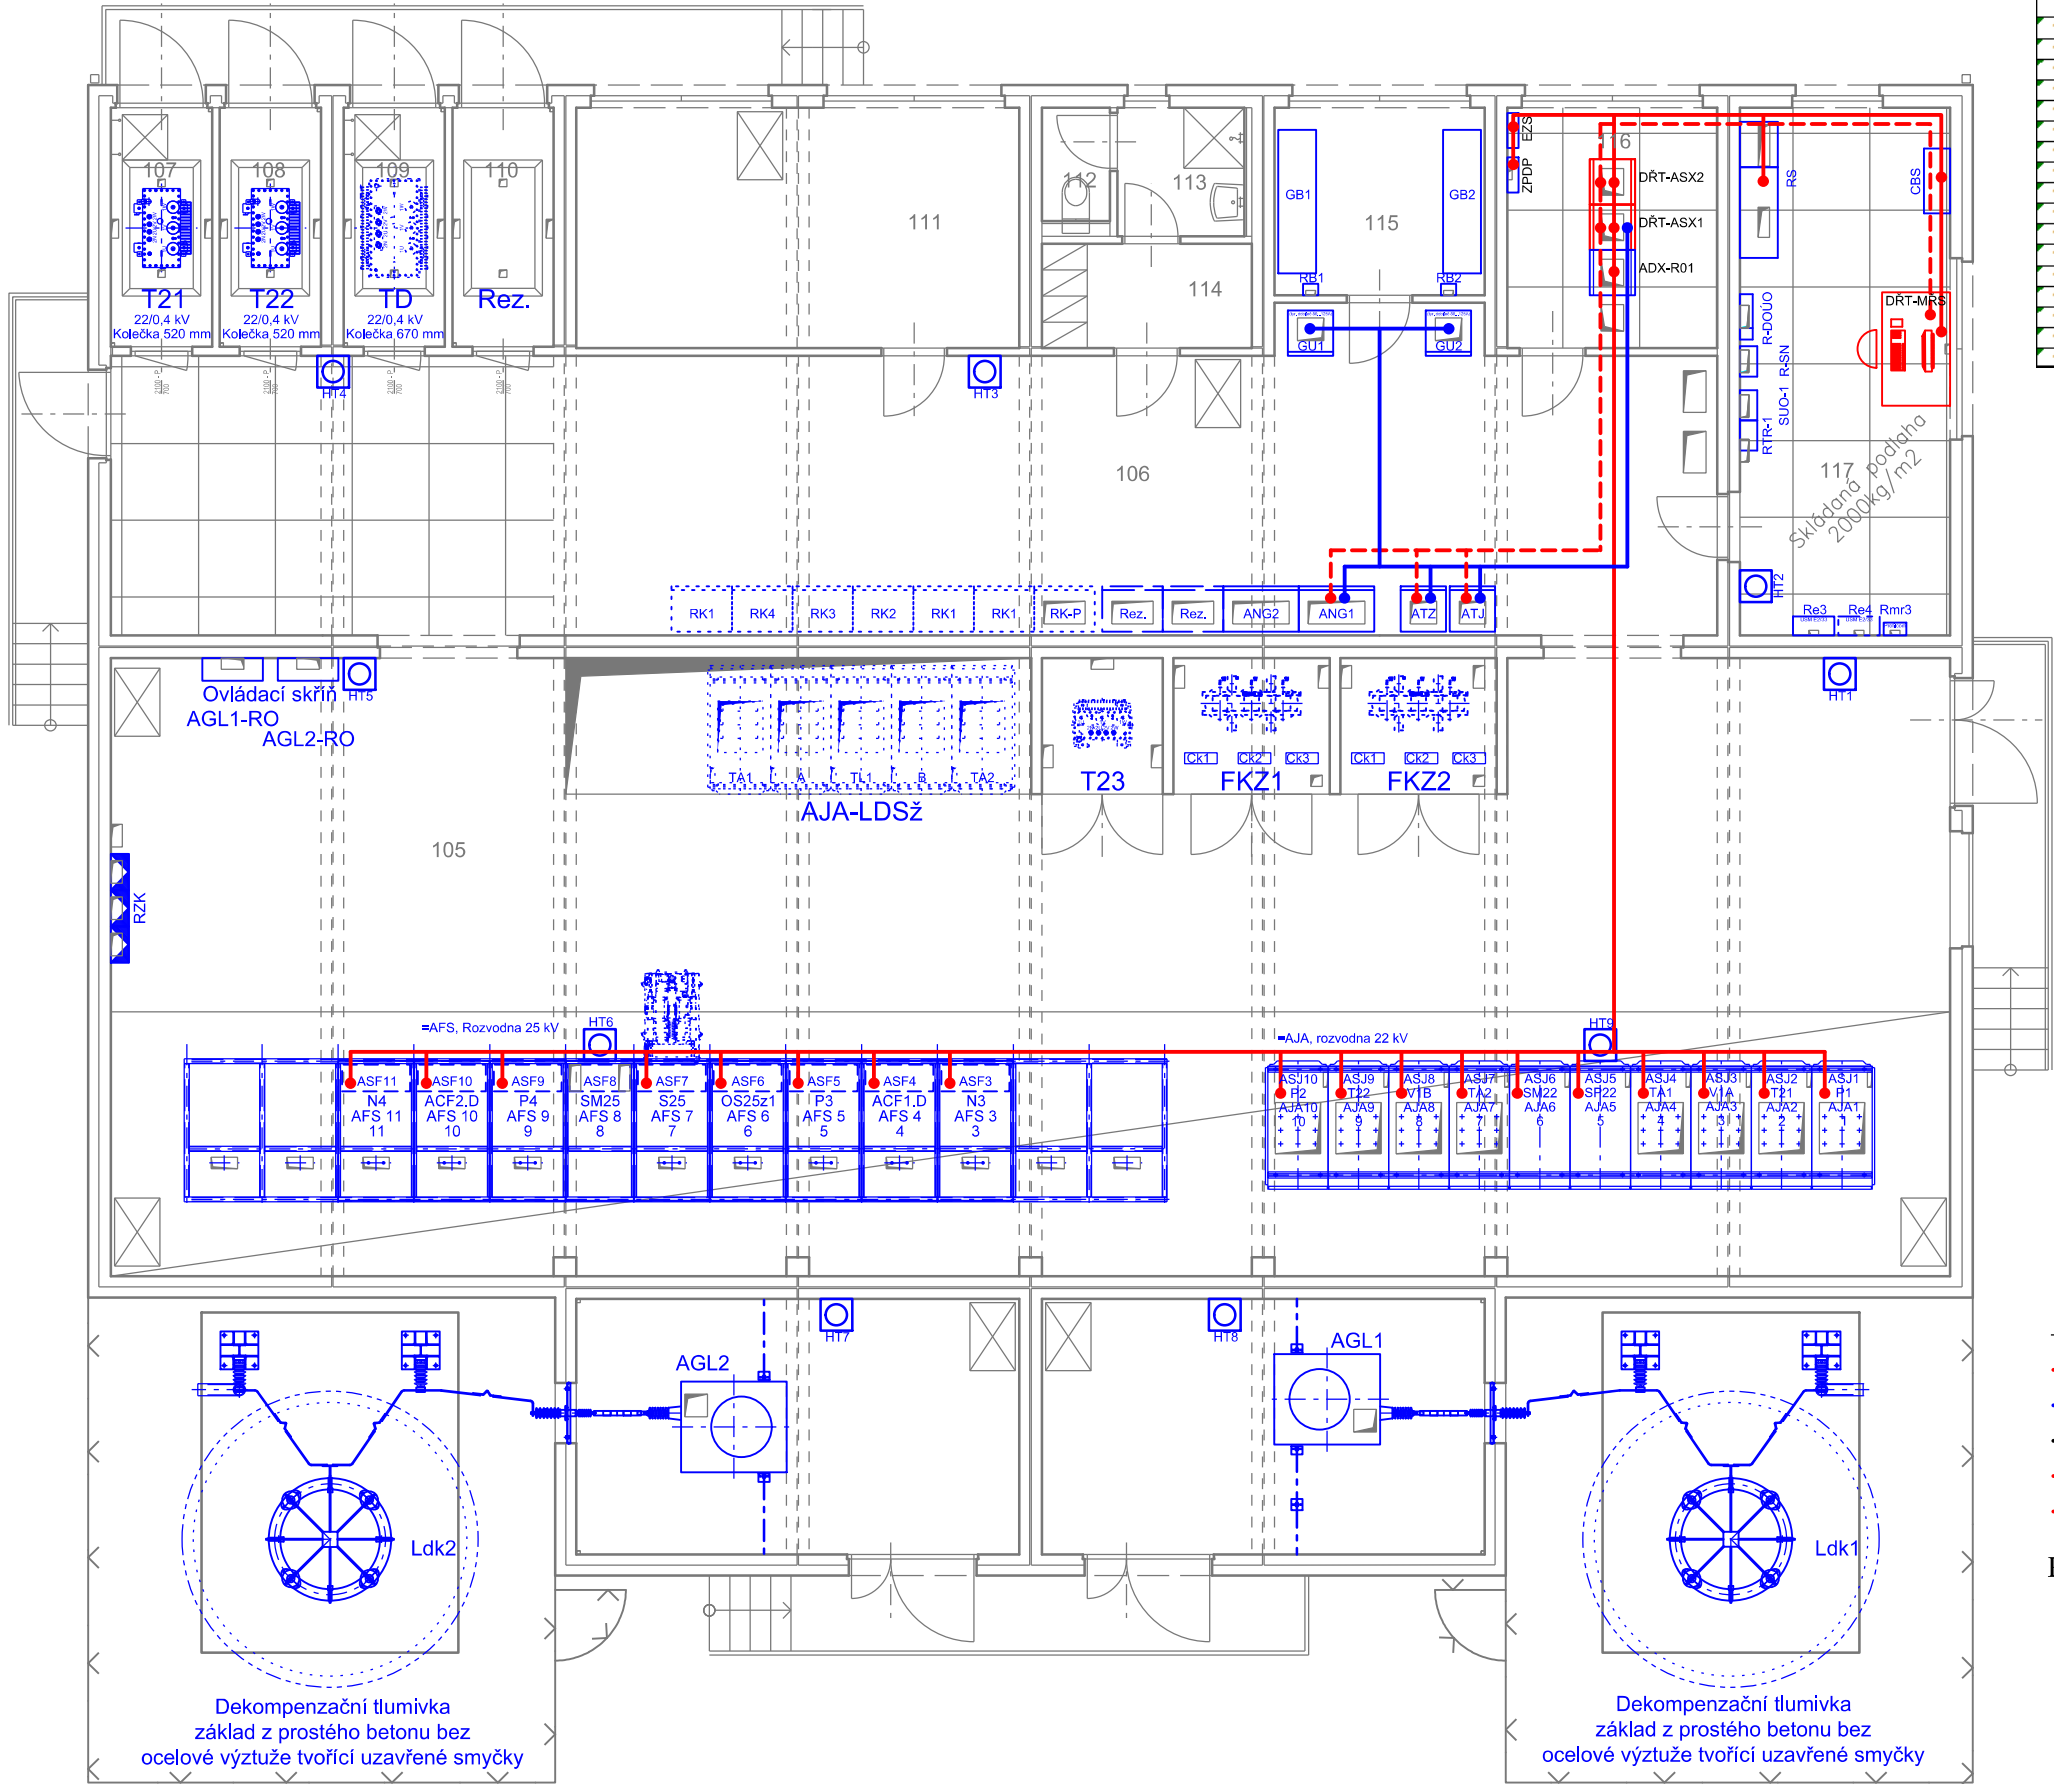 107
108
109
110
111
112
113
114
115
116
117
106
105
T21
22/0,4 kV
Kolečka 520 mm
T22
22/0,4 kV
Kolečka 520 mm
TD
22/0,4 kV
Kolečka 670 mm
Rez.
HT4
HT3
GB1
GB2
RB1
RB2
GU1
GU2
EZS
ZPDP
DŘT-ASX2
DŘT-ASX1
ADX-R01
RS
CBS
DŘT-MRS
R-DOÚO
R-SN
SUO-1
RTR-1
Skládaná podlaha
2000kg/m2
HT2
Re3
Re4
Rmr3
RK1
RK4
RK3
RK2
RK1
RK1
RK-P
Rez.
Rez.
ANG2
ANG1
ATZ
ATJ
Ovládací skříň
AGL1-RO
AGL2-RO
HT5
TA1
A
TL1
B
TA2
AJA-LDSž
T23
Ck1
Ck2
Ck3
FKZ1
Ck1
Ck2
Ck3
FKZ2
HT1
RZK
=AFS, Rozvodna 25 kV
HT6
=AJA, rozvodna 22 kV
HT9
ASF11
N4
AFS 11
11
ASF10
ACF2.D
AFS 10
10
ASF9
P4
AFS 9
9
ASF8
SM25
AFS 8
8
ASF7
S25
AFS 7
7
ASF6
OS25z1
AFS 6
6
ASF5
P3
AFS 5
5
ASF4
ACF1.D
AFS 4
4
ASF3
N3
AFS 3
3
ASJ10
P2
AJA10
10
ASJ9
T22
AJA9
9
ASJ8
V1B
AJA8
8
ASJ7
TA2
AJA7
7
ASJ6
SM22
AJA6
6
ASJ5
SP22
AJA5
5
ASJ4
TA1
AJA4
4
ASJ3
V1A
AJA3
3
ASJ2
T21
AJA2
2
ASJ1
P1
AJA1
1
HT7
HT8
AGL2
AGL1
Ldk2
Ldk1
Dekompenzační tlumivka
základ z prostého betonu bez
ocelové výztuže tvořící uzavřené smyčky
Dekompenzační tlumivka
základ z prostého betonu bez
ocelové výztuže tvořící uzavřené smyčky